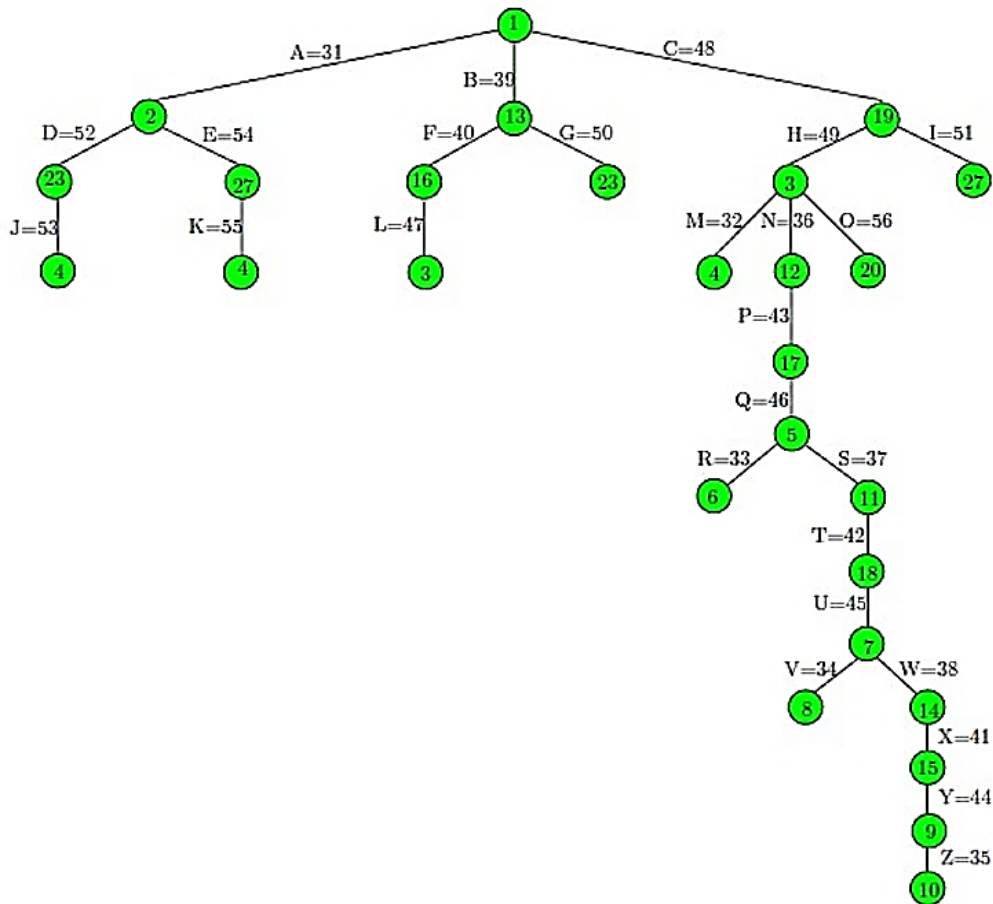 1
A=31
B=39
C=48
2
13
19
D=52
E=54
F=40
G=50
H=49
I=51
23
27
16
23
3
27
J=53
K=55
L=47
M=32
N=36
O=56
4
4
3
4
12
20
P=43
17
Q=46
5
R=33
S=37
6
11
T=42
18
U=45
7
V=34
W=38
8
14
X=41
15
Y=44
9
Z=35
10